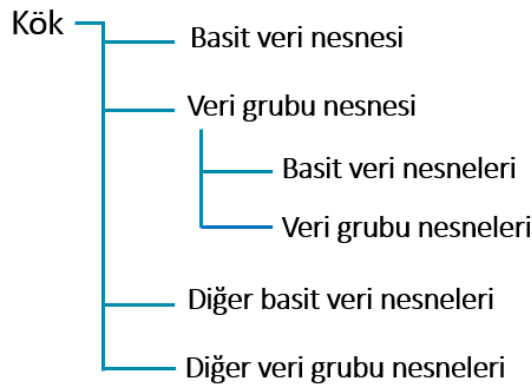 Kök
Basit veri nesnesi
Veri grubu nesnesi
Basit veri nesneleri
Veri grubu nesneleri
Diğer basit veri nesneleri
Diğer veri grubu nesneleri